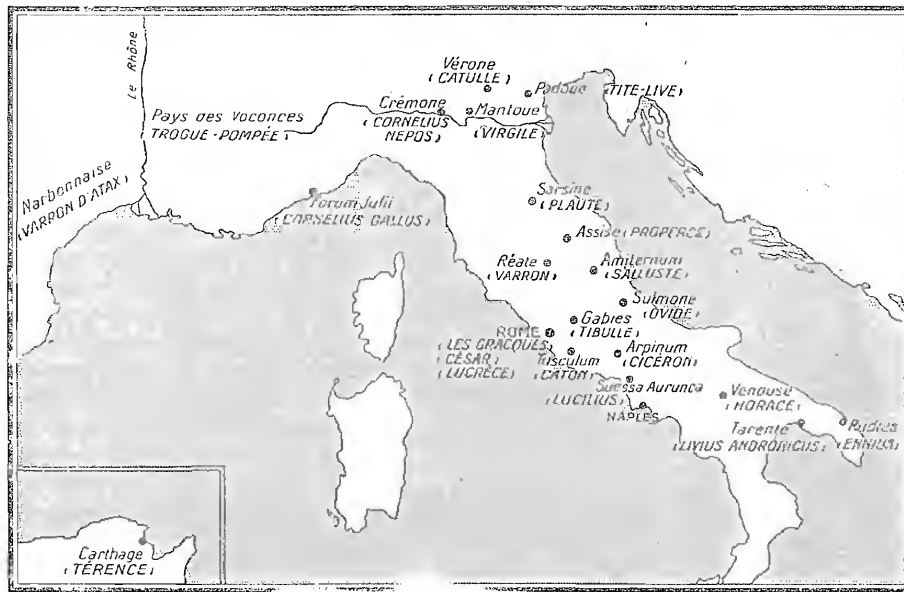 Le Rhône
Vérone
(CATULLE)
Padoue (TITE-LIVE)
Crémone
(CORNELIUS
NEPOS)
Mantoue
(VIRGILE)
Pays des Voconces
TROGUE-POMPÉE
Narbonnaise
(VARRON D'ATAX)
Forum Julii
(CORNELIUS GALLUS)
Sarsine
(PLAUTE)
Assise (PROPERCE)
Réate
(VARRON)
Amiternum
(SALLUSTE)
Sulmone
(OVIDE)
Gabies
(TIBULLE)
ROME
(LES GRACQUES)
(CÉSAR)
(LUCRÈCE)
Tusculum
(CATON)
Arpinum
(CICÉRON)
Suessa Aurunca
(LUCILIUS)
NAPLES
Venouse
(HORACE)
Tarente
(LIVIUS ANDRONICUS)
Rudies
(ENNIUS)
Carthage
(TÉRENCE)